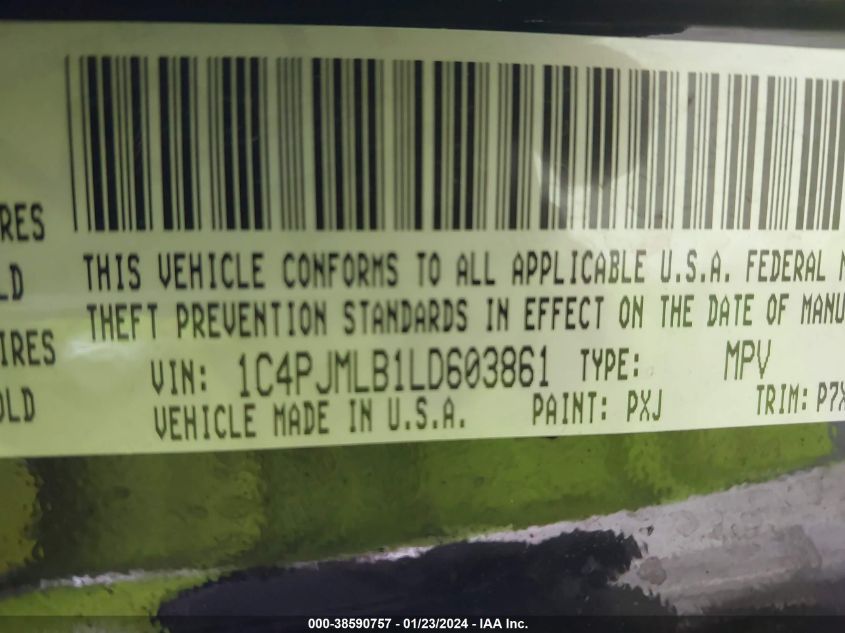 RES
LD
IRES
OLD
THIS VEHICLE CONFORMS TO ALL APPLICABLE U.S.A. FEDERAL M
THEFT PREVENTION STANDARDS IN EFFECT ON THE DATE OF MANU
VIN: 1C4PJMLB1LD603861 TYPE: MPV
VEHICLE MADE IN U.S.A. PAINT: PXJ TRIM: P7X
000-38590757 - 01/23/2024 - IAA Inc.